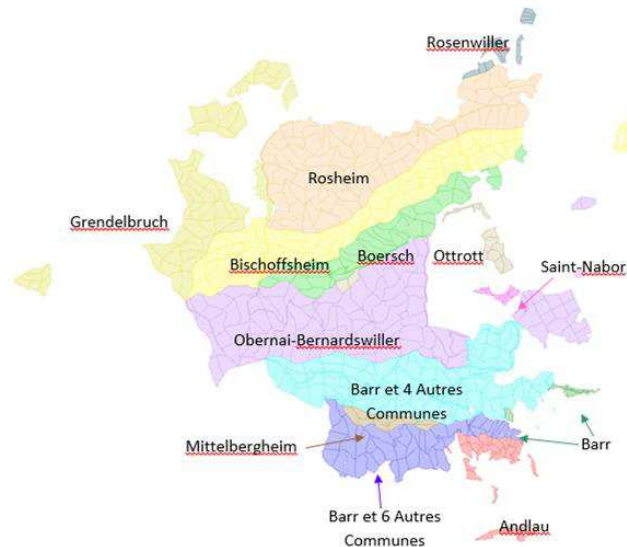 Rosenwiller
Rosheim
Grendelbruch
Bischoffsheim
Boersch
Ottrott
Saint-Nabor
Obernai-Bernardswiller
Barr et 4 Autres
Communes
Mittelbergheim
Barr
Barr et 6 Autres
Communes
Andlau